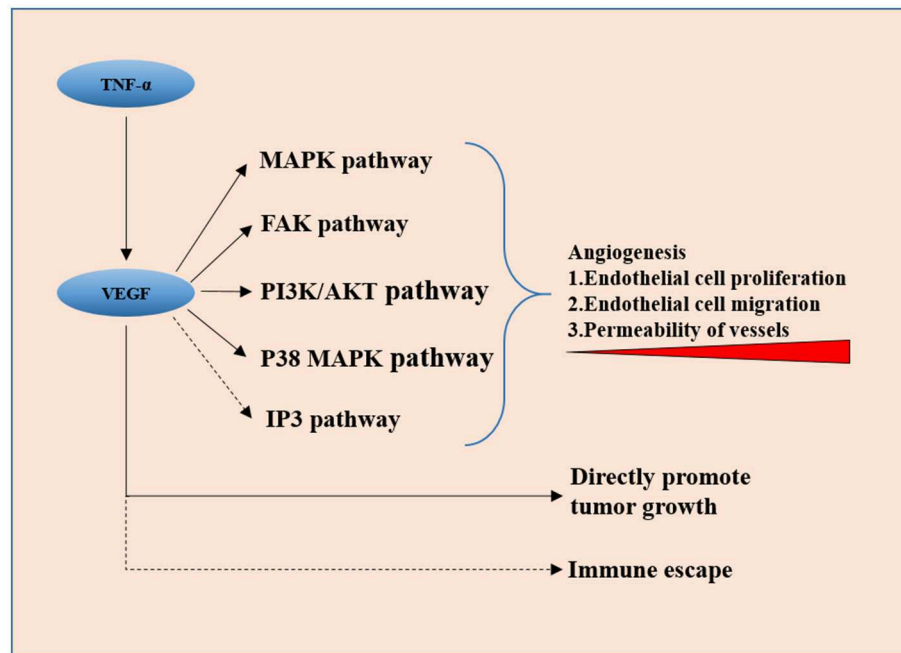 TNF-α
VEGF
MAPK pathway
FAK pathway
PI3K/AKT pathway
P38 MAPK pathway
IP3 pathway
Angiogenesis
1.Endothelial cell proliferation
2.Endothelial cell migration
3.Permeability of vessels
Directly promote
tumor growth
Immune escape